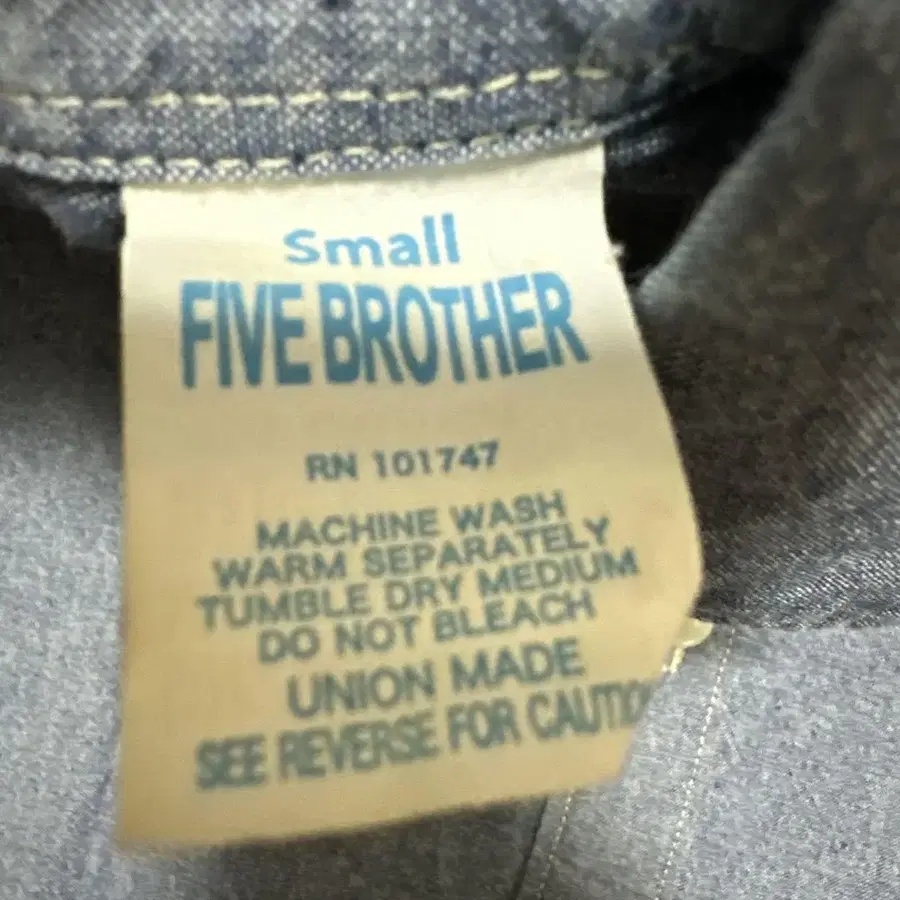 Small
FIVE BROTHER
RN 101747
MACHINE WASH
WARM SEPARATELY
TUMBLE DRY MEDIUM
DO NOT BLEACH
UNION MADE
SEE REVERSE FOR CAUTIO